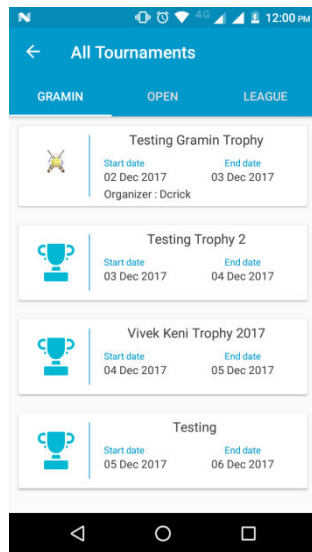 4G 12:00 PM
All Tournaments
GRAMIN OPEN LEAGUE
Testing Gramin Trophy
Start date End date
02 Dec 2017 03 Dec 2017
Organizer : Dcrick
Testing Trophy 2
Start date End date
03 Dec 2017 04 Dec 2017
Vivek Keni Trophy 2017
Start date End date
04 Dec 2017 05 Dec 2017
Testing
Start date End date
05 Dec 2017 06 Dec 2017